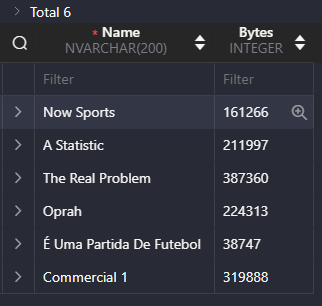 Total 6
* Name Bytes
NVARCHAR(200) INTEGER
Filter Filter
Now Sports 161266
A Statistic 211997
The Real Problem 387360
Oprah 224313
É Uma Partida De Futebol 38747
Commercial 1 319888